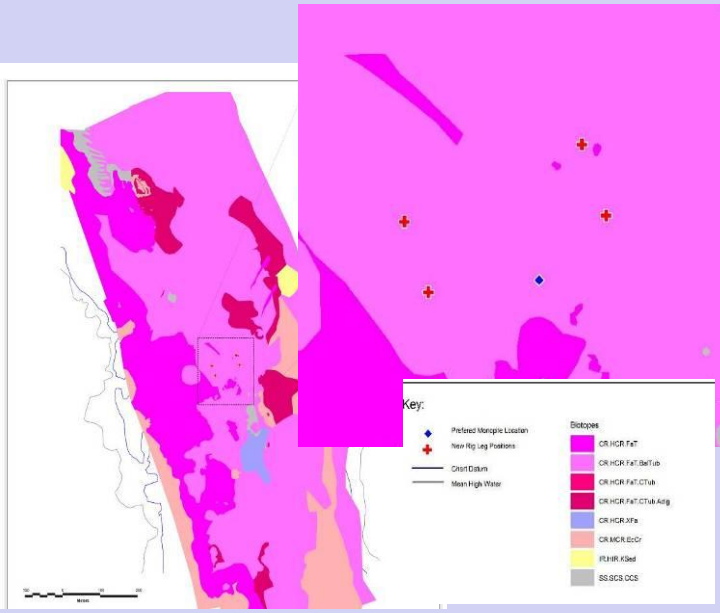 Key:
Prefered Monopile Location
New Rig Leg Positions
Chart Datum
Mean High Water
Biotopes
CR.HCR.FaT
CR.HCR.FaT.BalTub
CR.HCR.FaT.CTub
CR.HCR.FaT.CTub.Adig
CR.HCR.XFa
CR.MCR.EcCr
IR.HIR.KSed
SS.SCS.CCS